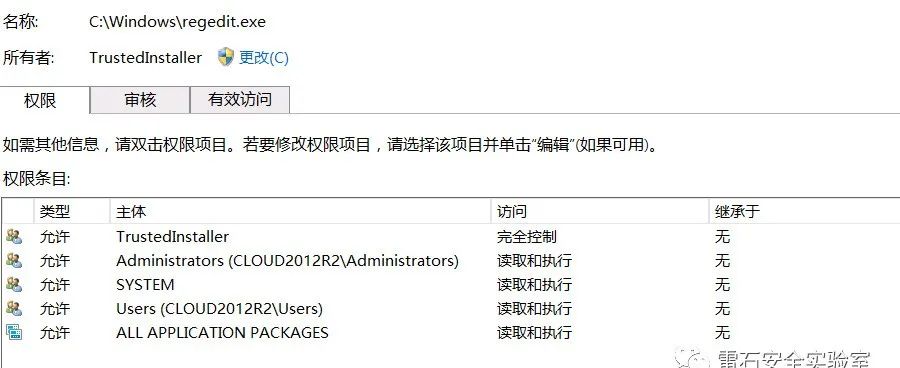 名称: C:\Windows\regedit.exe
所有者: TrustedInstaller 更改(C)
权限 审核 有效访问
如需其他信息，请双击权限项目。若要修改权限项目，请选择该项目并单击“编辑”(如果可用)。
权限条目:
类型 主体 访问 继承于
允许 TrustedInstaller 完全控制 无
允许 Administrators (CLOUD2012R2\Administrators) 读取和执行 无
允许 SYSTEM 读取和执行 无
允许 Users (CLOUD2012R2\Users) 读取和执行 无
允许 ALL APPLICATION PACKAGES 读取和执行 无
雷石安全实验室